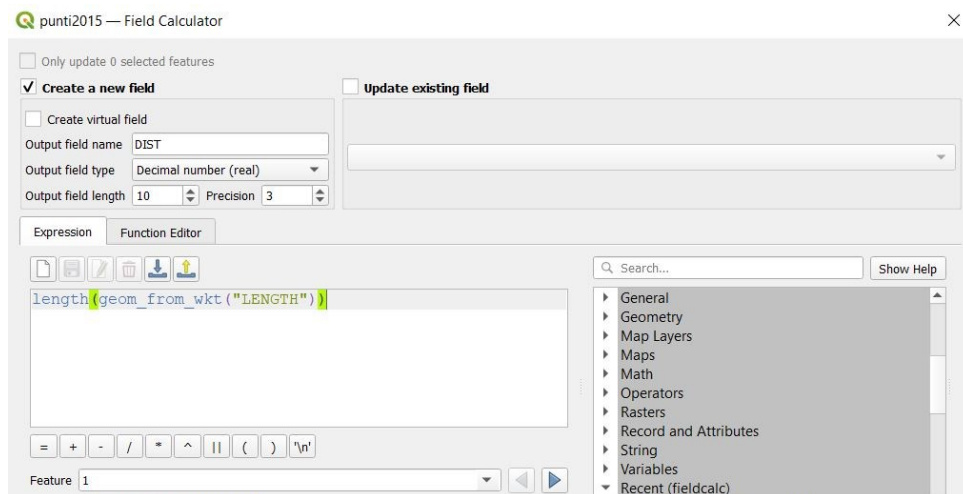 punti2015 — Field Calculator
Only update 0 selected features
Create a new field
Update existing field
Create virtual field
Output field name DIST
Output field type Decimal number (real)
Output field length 10 Precision 3
Expression Function Editor
Search... Show Help
length(geom_from_wkt("LENGTH"))
General
Geometry
Map Layers
Maps
Math
Operators
Rasters
Record and Attributes
String
Variables
Recent (fieldcalc)
= + - / * ^ || ( ) '\n'
Feature 1